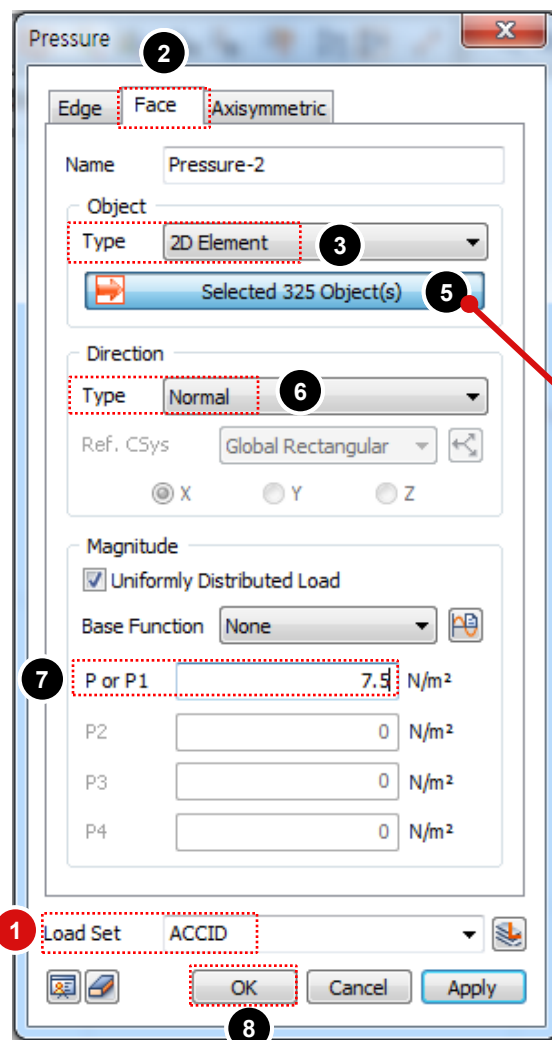 Pressure
2
Edge Face Axisymmetric
Name Pressure-2
Object
Type 2D Element 3
Selected 325 Object(s) 5
Direction
Type Normal 6
Ref. CSys Global Rectangular
X Y Z
Magnitude
Uniformly Distributed Load
Base Function None
7 P or P1 7.5 N/m²
P2 0 N/m²
P3 0 N/m²
P4 0 N/m²
1 Load Set ACCID
OK Cancel Apply
8